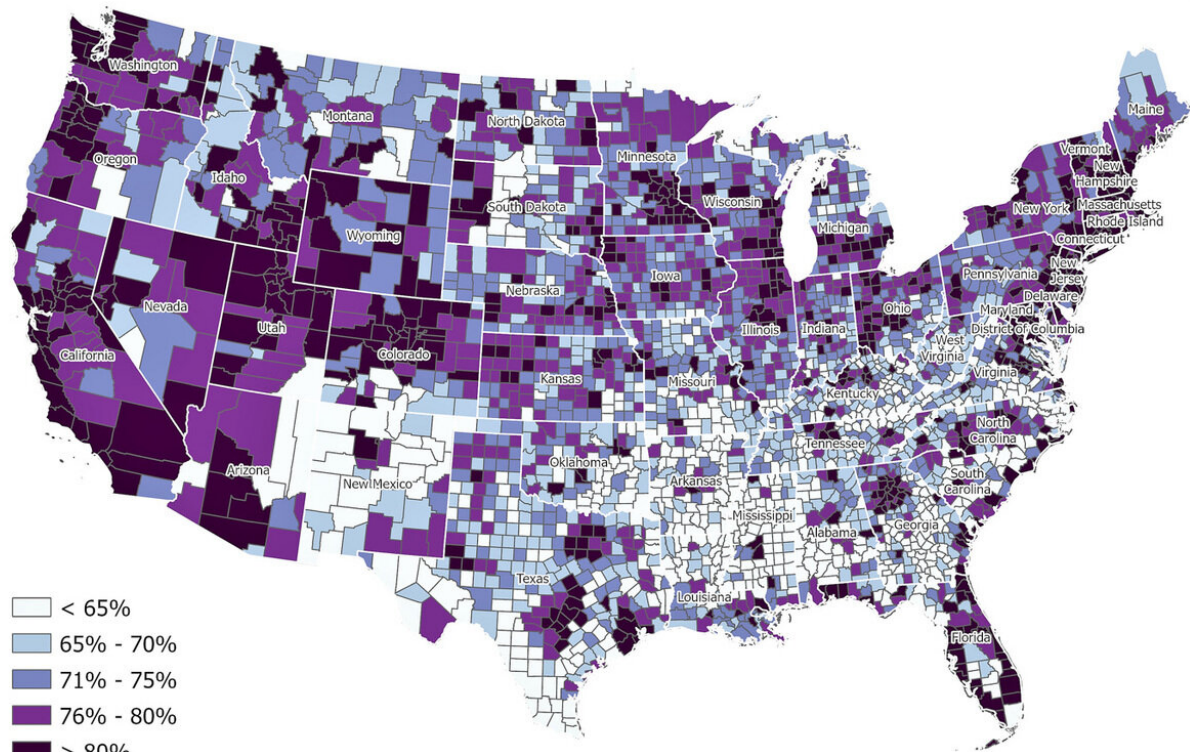 Washington
Montana
North Dakota
Minnesota
Maine
Vermont
New
Hampshire
Oregon
Idaho
Wyoming
South Dakota
Wisconsin
Michigan
New York
Massachusetts
Rhode Island
Connecticut
Nevada
Utah
Colorado
Nebraska
Iowa
Illinois
Indiana
Ohio
Pennsylvania
New
Jersey
Delaware
Maryland
District of Columbia
West
Virginia
Virginia
California
Kansas
Missouri
Kentucky
Arizona
New Mexico
Oklahoma
Arkansas
Tennessee
North
Carolina
South
Carolina
Mississippi
Alabama
Georgia
Texas
Louisiana
Florida
< 65%
65% - 70%
71% - 75%
76% - 80%
> 80%